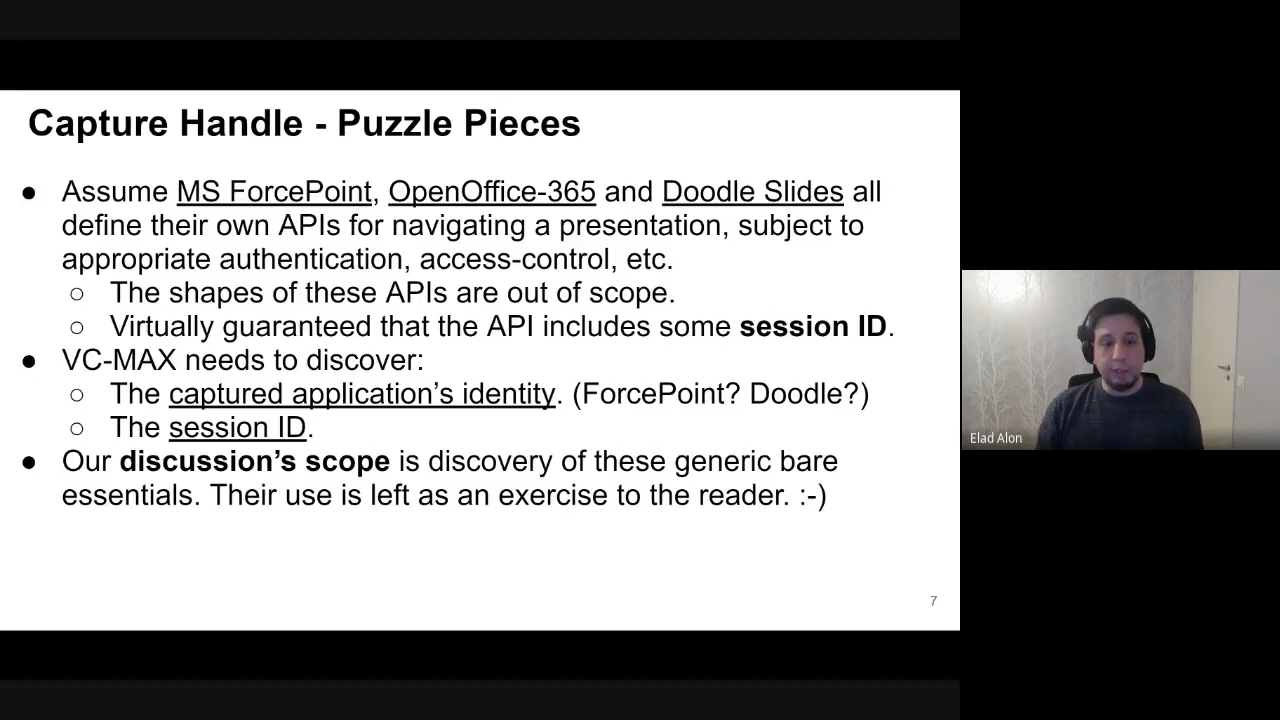 Capture Handle - Puzzle Pieces
● Assume MS ForcePoint, OpenOffice-365 and Doodle Slides all
define their own APIs for navigating a presentation, subject to
appropriate authentication, access-control, etc.
○ The shapes of these APIs are out of scope.
○ Virtually guaranteed that the API includes some session ID.
● VC-MAX needs to discover:
○ The captured application’s identity. (ForcePoint? Doodle?)
○ The session ID.
● Our discussion’s scope is discovery of these generic bare
essentials. Their use is left as an exercise to the reader. :-)
7
Elad Alon